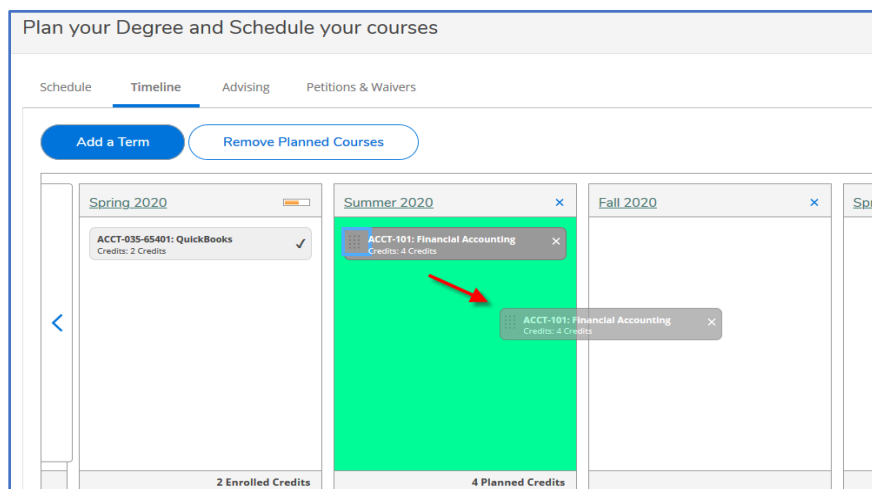 Plan your Degree and Schedule your courses
Schedule Timeline Advising Petitions & Waivers
Add a Term Remove Planned Courses
Spring 2020
ACCT-035-65401: QuickBooks
Credits: 2 Credits
2 Enrolled Credits
Summer 2020
ACCT-101: Financial Accounting
Credits: 4 Credits
ACCT-101: Financial Accounting
Credits: 4 Credits
4 Planned Credits
Fall 2020
Sp